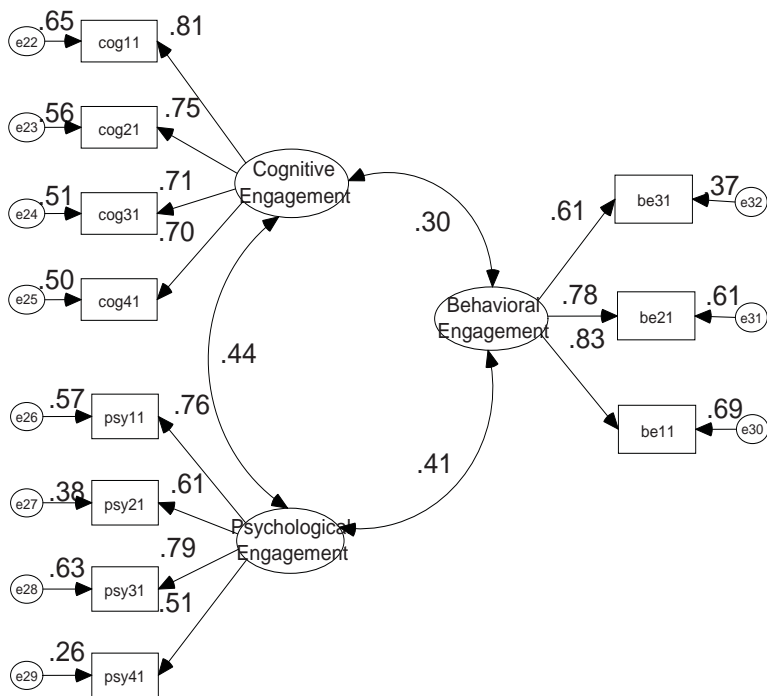 .65
.81
e22
cog11
.56
.75
e23
cog21
Cognitive
Engagement
.51
.71
e24
cog31
.70
.50
e25
cog41
.30
.61
.37
be31
e32
Behavioral
Engagement
.78
.61
be21
e31
.83
.69
be11
e30
.44
.41
.57
.76
e26
psy11
.38
.61
e27
psy21
Psychological
Engagement
.63
.79
e28
psy31
.51
.26
e29
psy41